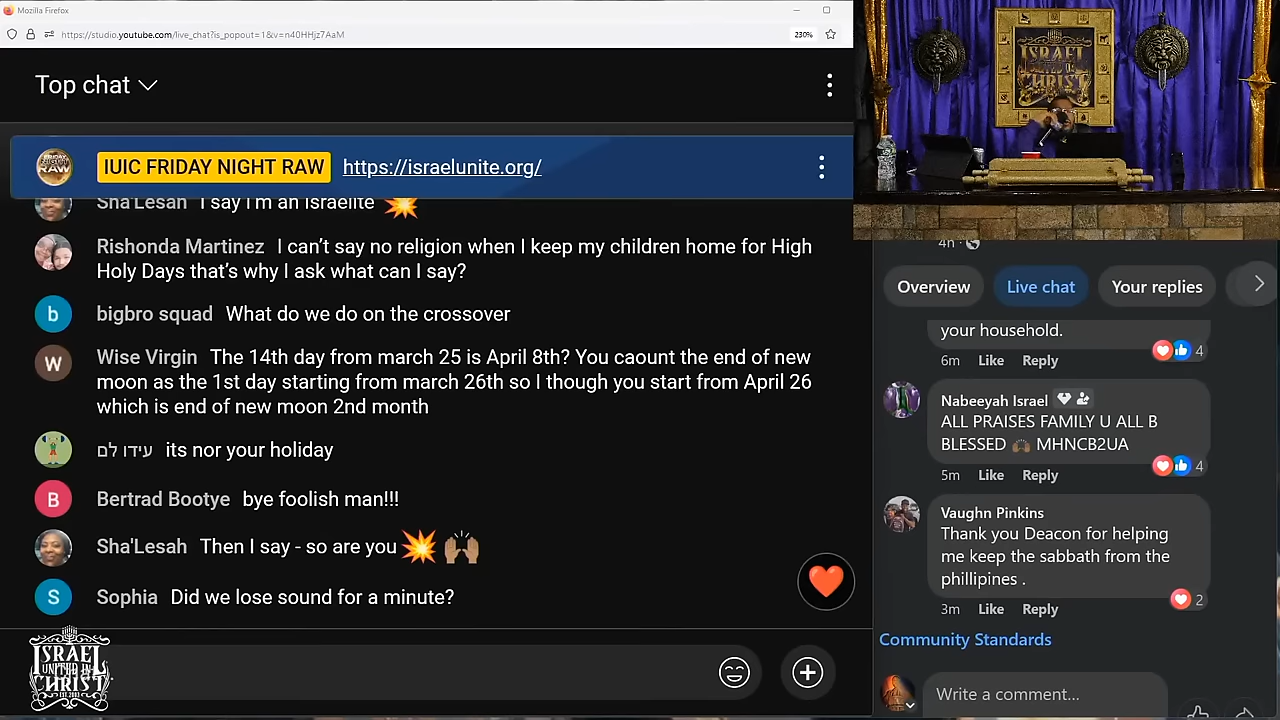 Mozilla Firefox
https://studio.youtube.com/live_chat?is_popout=1&v=n40HHjz7AaM
230%
Top chat
IUIC FRIDAY NIGHT RAW https://israelunite.org/
Sha'Lesah I say I'm an Israelite
Rishonda Martinez I can't say no religion when I keep my children home for High
Holy Days that's why I ask what can I say?
b
bigbro squad What do we do on the crossover
W
Wise Virgin The 14th day from march 25 is April 8th? You caount the end of new
moon as the 1st day starting from march 26th so I though you start from April 26
which is end of new moon 2nd month
עידו לם its nor your holiday
B
Bertrad Bootye bye foolish man!!!
Sha'Lesah Then I say - so are you
S
Sophia Did we lose sound for a minute?
ISRAEL
UNITED IN
CHRIST
EST. 2003
ISRAEL
UNITED IN
CHRIST
4h
Overview
Live chat
Your replies
your household.
4
6m Like Reply
Nabeeyah Israel
ALL PRAISES FAMILY U ALL B
BLESSED MHNCB2UA
4
5m Like Reply
Vaughn Pinkins
Thank you Deacon for helping
me keep the sabbath from the
phillipines .
2
3m Like Reply
Community Standards
Write a comment...